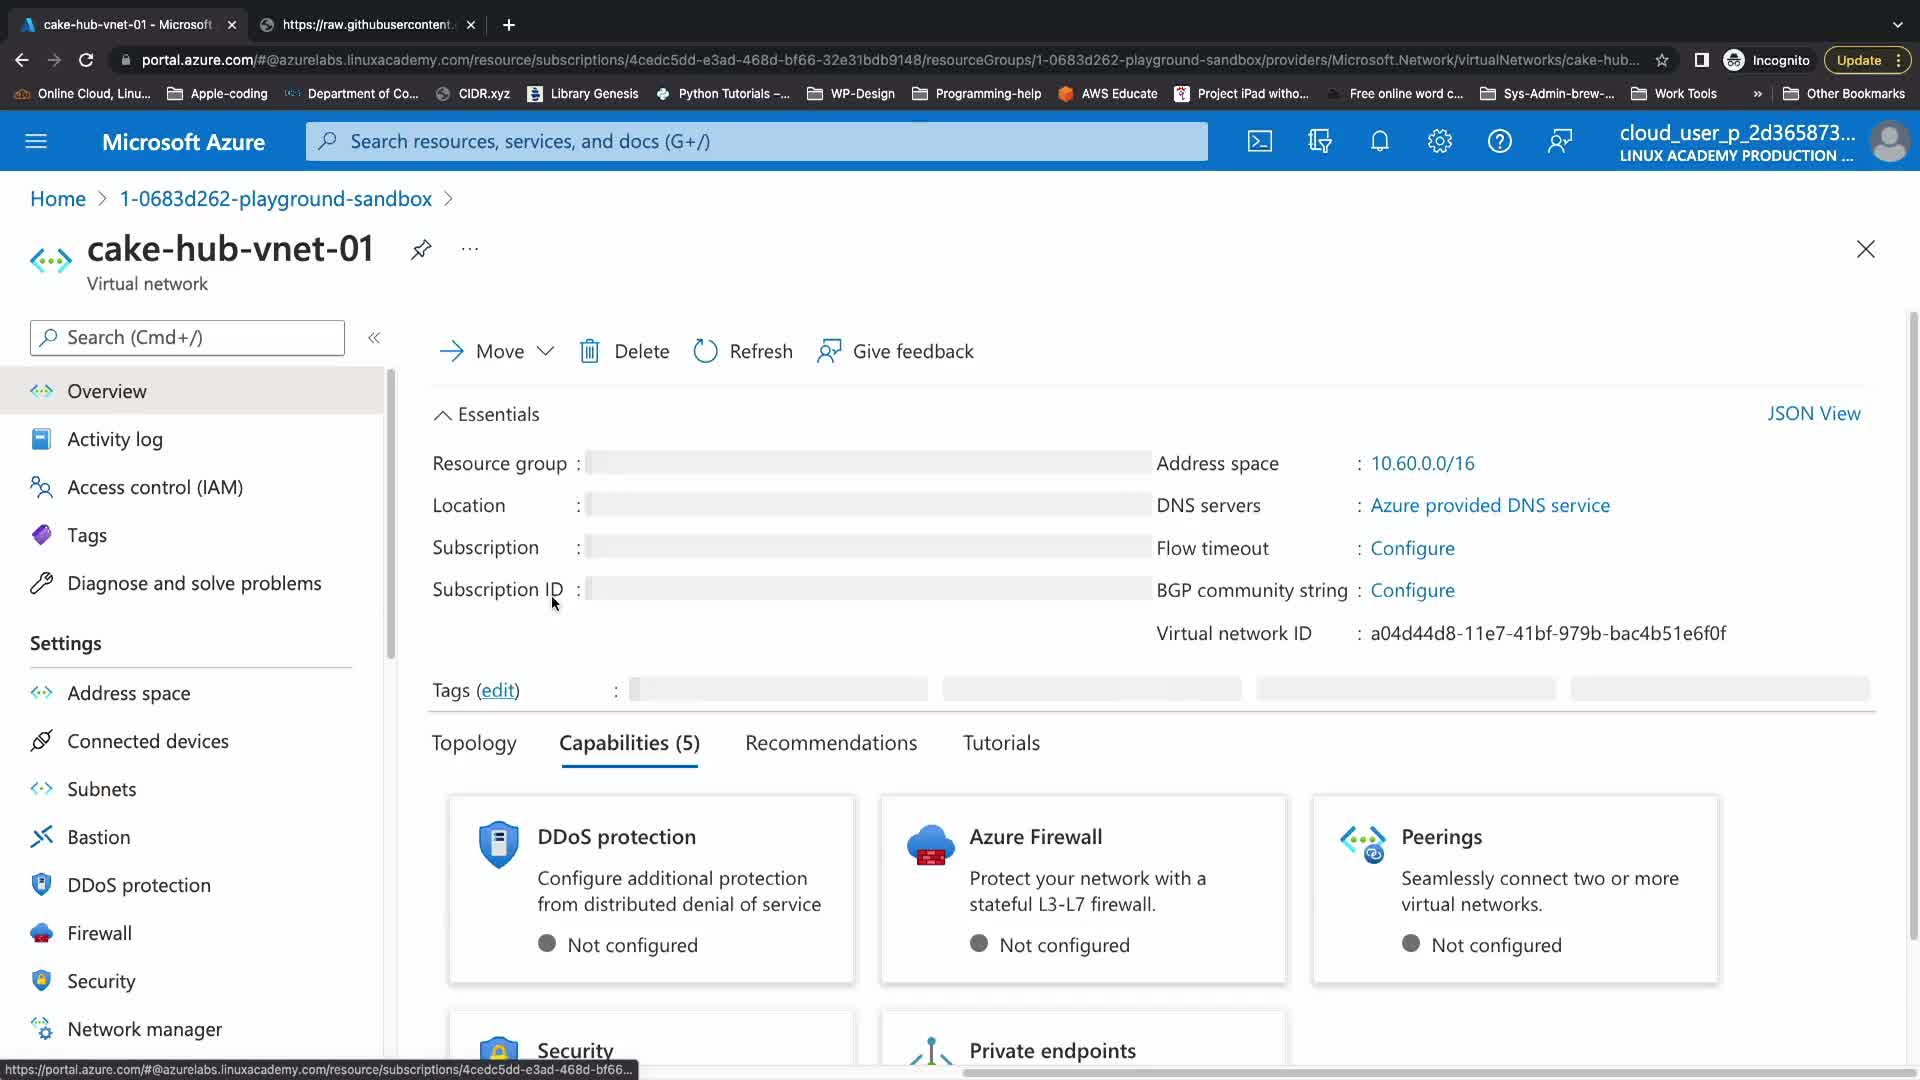 cake-hub-vnet-01 - Microsoft
https://raw.githubusercontent.
portal.azure.com/#@azurelabs.linuxacademy.com/resource/subscriptions/4cedc5dd-e3ad-468d-bf66-32e31bdb9148/resourceGroups/1-0683d262-playground-sandbox/providers/Microsoft.Network/virtualNetworks/cake-hub...
Incognito
Update
Online Cloud, Linu...
Apple-coding
Department of Co...
CIDR.xyz
Library Genesis
Python Tutorials –...
WP-Design
Programming-help
AWS Educate
Project iPad witho...
Free online word c...
Sys-Admin-brew-...
Work Tools
»
Other Bookmarks
Microsoft Azure
Search resources, services, and docs (G+/)
cloud_user_p_2d365873...
LINUX ACADEMY PRODUCTION ...
Home > 1-0683d262-playground-sandbox >
cake-hub-vnet-01
Virtual network
Search (Cmd+/)
Overview
Activity log
Access control (IAM)
Tags
Diagnose and solve problems
Settings
Address space
Connected devices
Subnets
Bastion
DDoS protection
Firewall
Security
Network manager
Move
Delete
Refresh
Give feedback
Essentials
JSON View
Resource group :
Location :
Subscription :
Subscription ID :
Address space : 10.60.0.0/16
DNS servers : Azure provided DNS service
Flow timeout : Configure
BGP community string : Configure
Virtual network ID : a04d44d8-11e7-41bf-979b-bac4b51e6f0f
Tags (edit) :
Topology
Capabilities (5)
Recommendations
Tutorials
DDoS protection
Configure additional protection
from distributed denial of service
Not configured
Azure Firewall
Protect your network with a
stateful L3-L7 firewall.
Not configured
Peerings
Seamlessly connect two or more
virtual networks.
Not configured
Security
Private endpoints
https://portal.azure.com/#@azurelabs.linuxacademy.com/resource/subscriptions/4cedc5dd-e3ad-468d-bf66...